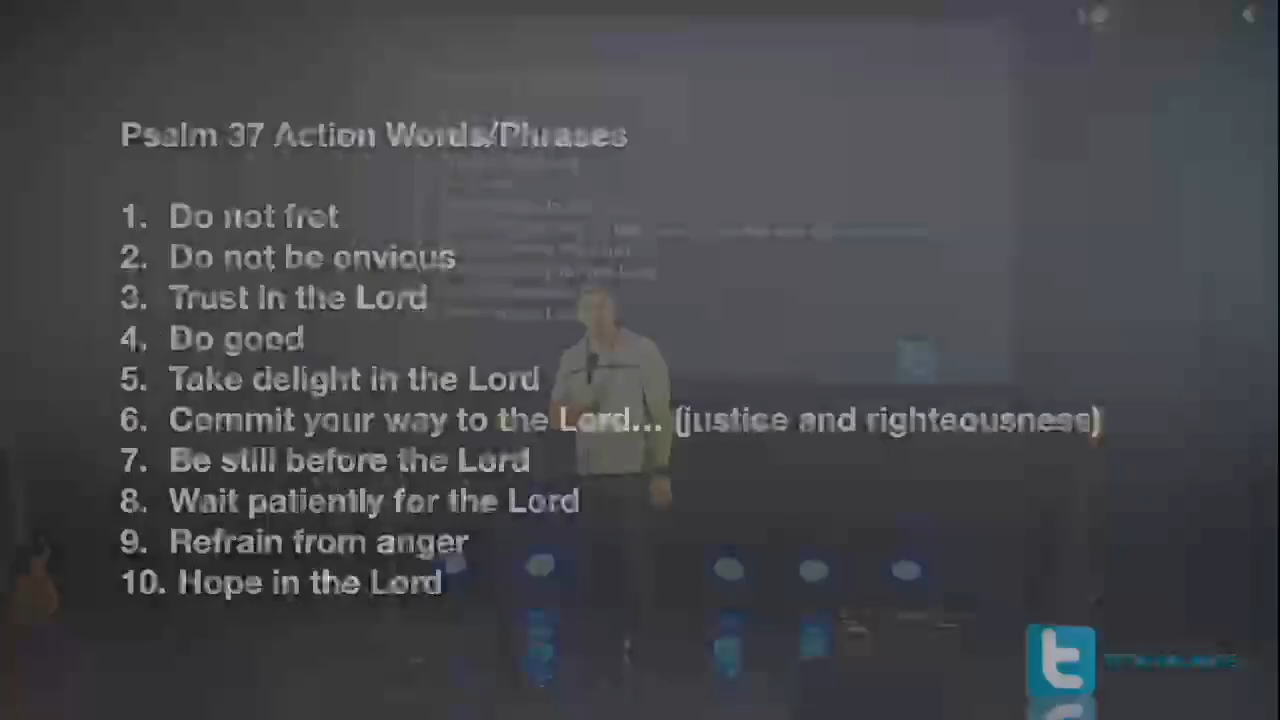 Psalm 37 Action Words/Phrases
1. Do not fret
2. Do not be envious
3. Trust in the Lord
4. Do good
5. Take delight in the Lord
6. Commit your way to the Lord... (justice and righteousness)
7. Be still before the Lord
8. Wait patiently for the Lord
9. Refrain from anger
10. Hope in the Lord
t